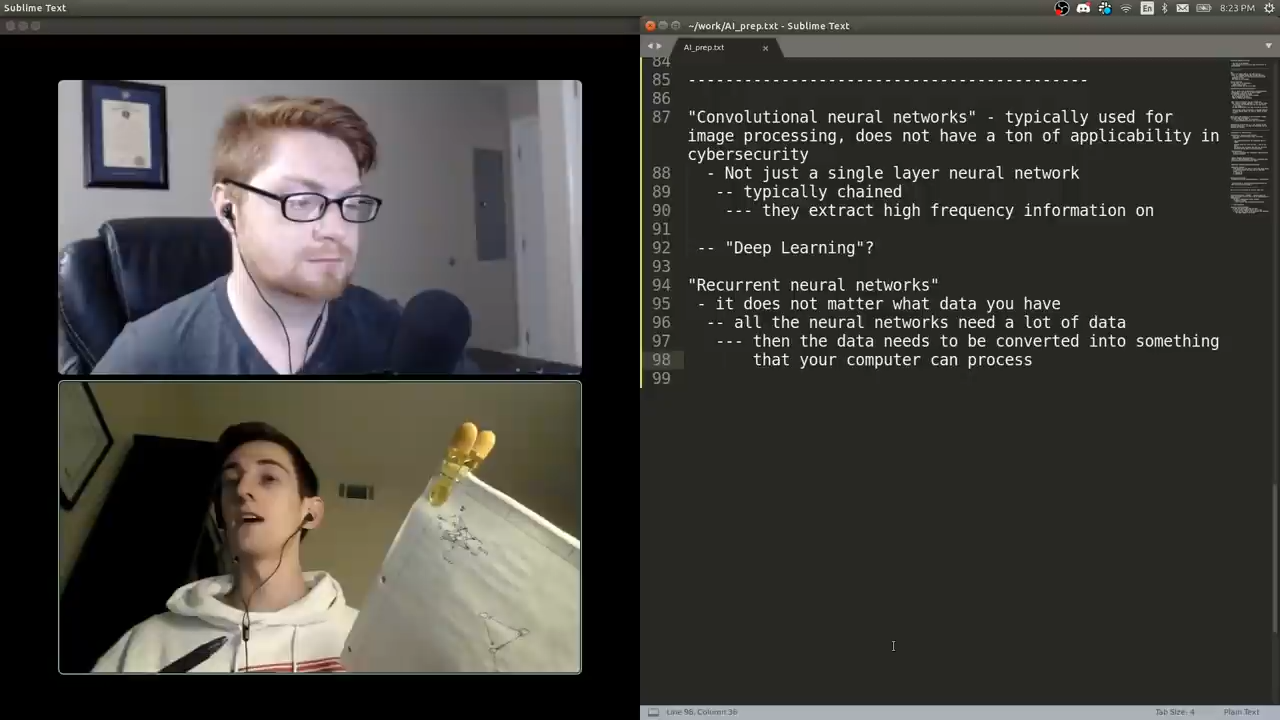 Sublime Text
En
8:23 PM
~/work/AI_prep.txt - Sublime Text
AI_prep.txt
84
85 -------------------------------------------
86
87 "Convolutional neural networks" - typically used for
image processing, does not have a ton of applicability in
cybersecurity
88 - Not just a single layer neural network
89 -- typically chained
90 --- they extract high frequency information on
91
92 -- "Deep Learning"?
93
94 "Recurrent neural networks"
95 - it does not matter what data you have
96 -- all the neural networks need a lot of data
97 --- then the data needs to be converted into something
98 that your computer can process
99
Line 98, Column 36
Tab Size: 4
Plain Text